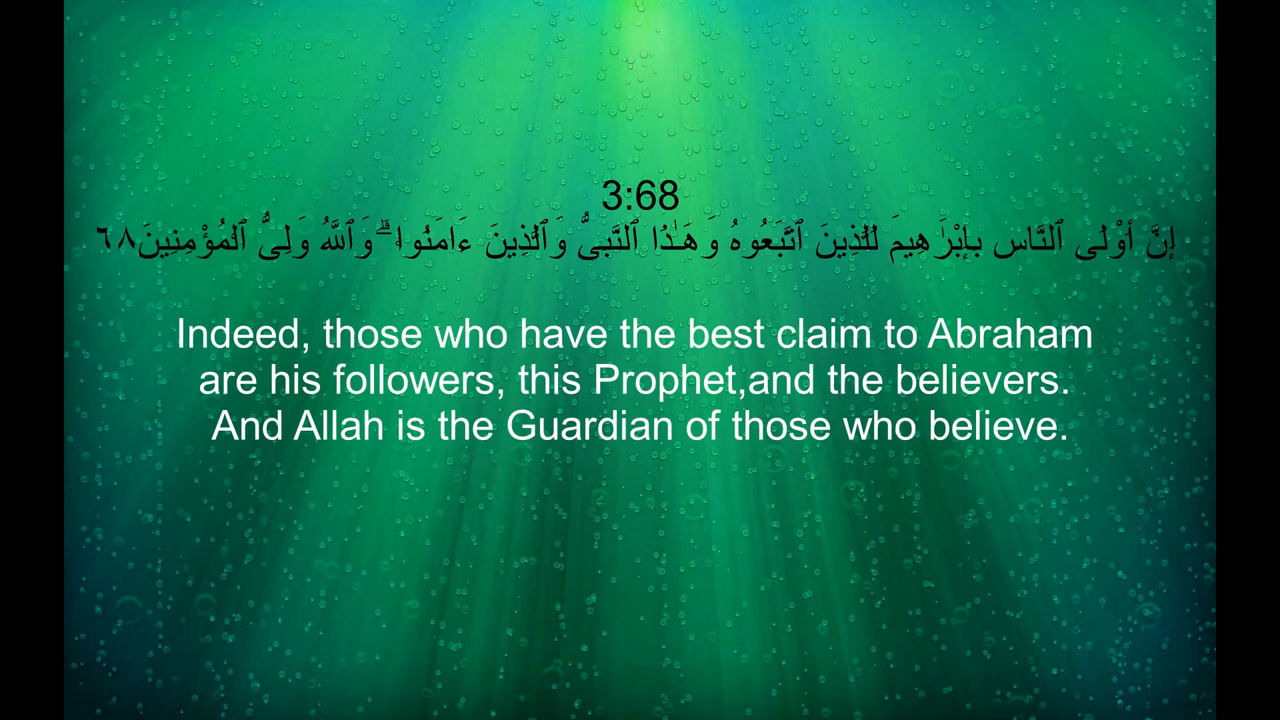 3:68
إِنَّ أَوْلَى ٱلنَّاسِ بِإِبْرَٰهِيمَ لَلَّذِينَ ٱتَّبَعُوهُ وَهَـٰذَا ٱلنَّبِىُّ وَٱلَّذِينَ ءَامَنُوا۟ ۗ وَٱللَّهُ وَلِىُّ ٱلْمُؤْمِنِينَ ٦٨
Indeed, those who have the best claim to Abraham
are his followers, this Prophet,and the believers.
And Allah is the Guardian of those who believe.